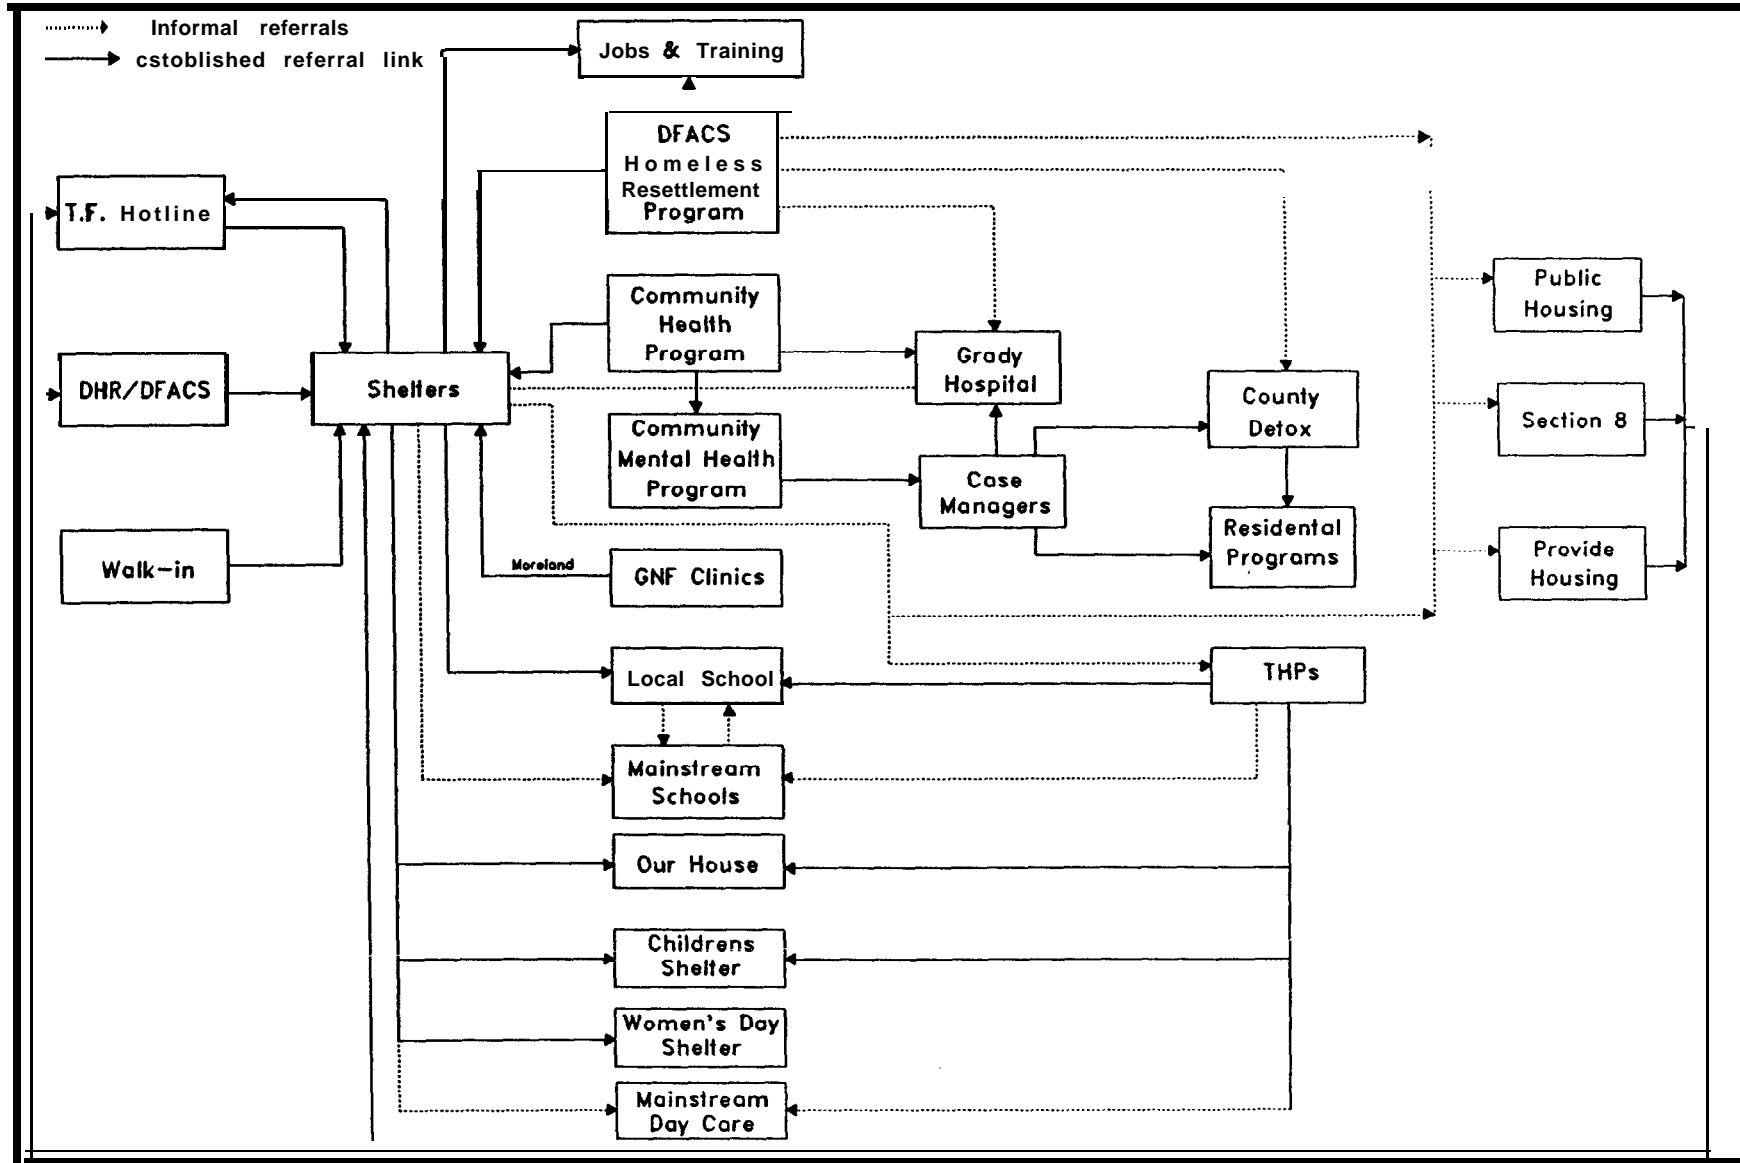 Informal referrals
cstoblished referral link
Jobs & Training
DFACS
Homeless
Resettlement
Program
T.F. Hotline
Community
Health
Program
Public
Housing
Grady
Hospital
DHR/DFACS
Shelters
County
Detox
Section 8
Community
Mental Health
Program
Case
Managers
Residental
Programs
Walk-in
Moreland
GNF Clinics
Provide
Housing
Local School
THPs
Mainstream
Schools
Our House
Childrens
Shelter
Women's Day
Shelter
Mainstream
Day Care